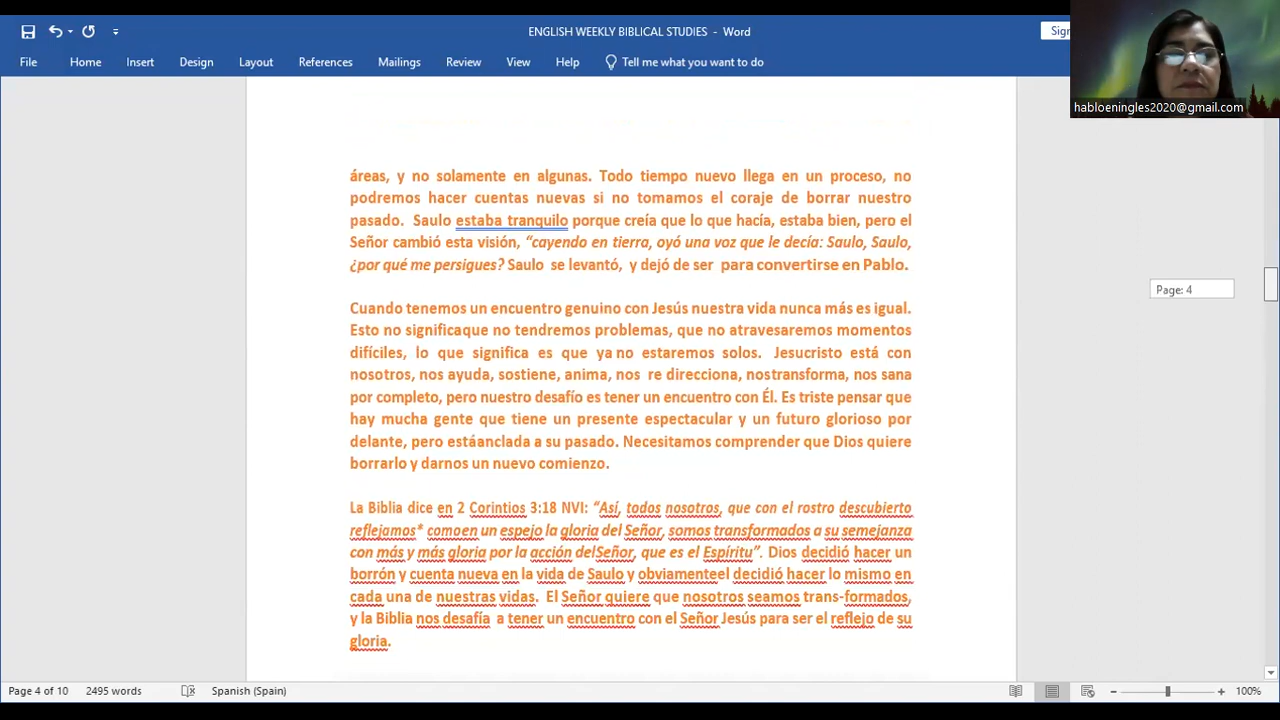 ENGLISH WEEKLY BIBLICAL STUDIES - Word
Sign
File Home Insert Design Layout References Mailings Review View Help Tell me what you want to do
habloeningles2020@gmail.com
áreas, y no solamente en algunas. Todo tiempo nuevo llega en un proceso, no
podremos hacer cuentas nuevas si no tomamos el coraje de borrar nuestro
pasado. Saulo estaba tranquilo porque creía que lo que hacía, estaba bien, pero el
Señor cambió esta visión, “cayendo en tierra, oyó una voz que le decía: Saulo, Saulo,
¿por qué me persigues? Saulo se levantó, y dejó de ser para convertirse en Pablo.
Page: 4
Cuando tenemos un encuentro genuino con Jesús nuestra vida nunca más es igual.
Esto no significaque no tendremos problemas, que no atravesaremos momentos
difíciles, lo que significa es que ya no estaremos solos. Jesucristo está con
nosotros, nos ayuda, sostiene, anima, nos re direcciona, nostransforma, nos sana
por completo, pero nuestro desafío es tener un encuentro con Él. Es triste pensar que
hay mucha gente que tiene un presente espectacular y un futuro glorioso por
delante, pero estáanclada a su pasado. Necesitamos comprender que Dios quiere
borrarlo y darnos un nuevo comienzo.
La Biblia dice en 2 Corintios 3:18 NVI: “Así, todos nosotros, que con el rostro descubierto
reflejamos* comoen un espejo la gloria del Señor, somos transformados a su semejanza
con más y más gloria por la acción delSeñor, que es el Espíritu”. Dios decidió hacer un
borrón y cuenta nueva en la vida de Saulo y obviamenteel decidió hacer lo mismo en
cada una de nuestras vidas. El Señor quiere que nosotros seamos trans-formados,
y la Biblia nos desafía a tener un encuentro con el Señor Jesús para ser el reflejo de su
gloria.
Page 4 of 10 2495 words Spanish (Spain) 100%